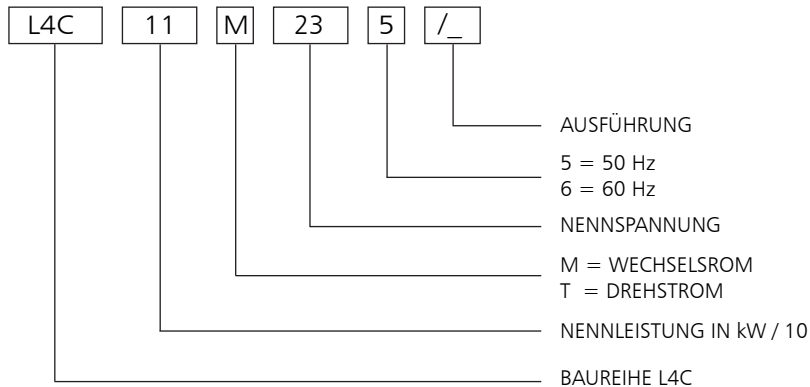 L4C 11 M 23 5 /_
AUSFÜHRUNG
5 = 50 Hz
6 = 60 Hz
NENNSPANNUNG
M = WECHSELSROM
T = DREHSTROM
NENNLEISTUNG IN kW / 10
BAUREIHE L4C